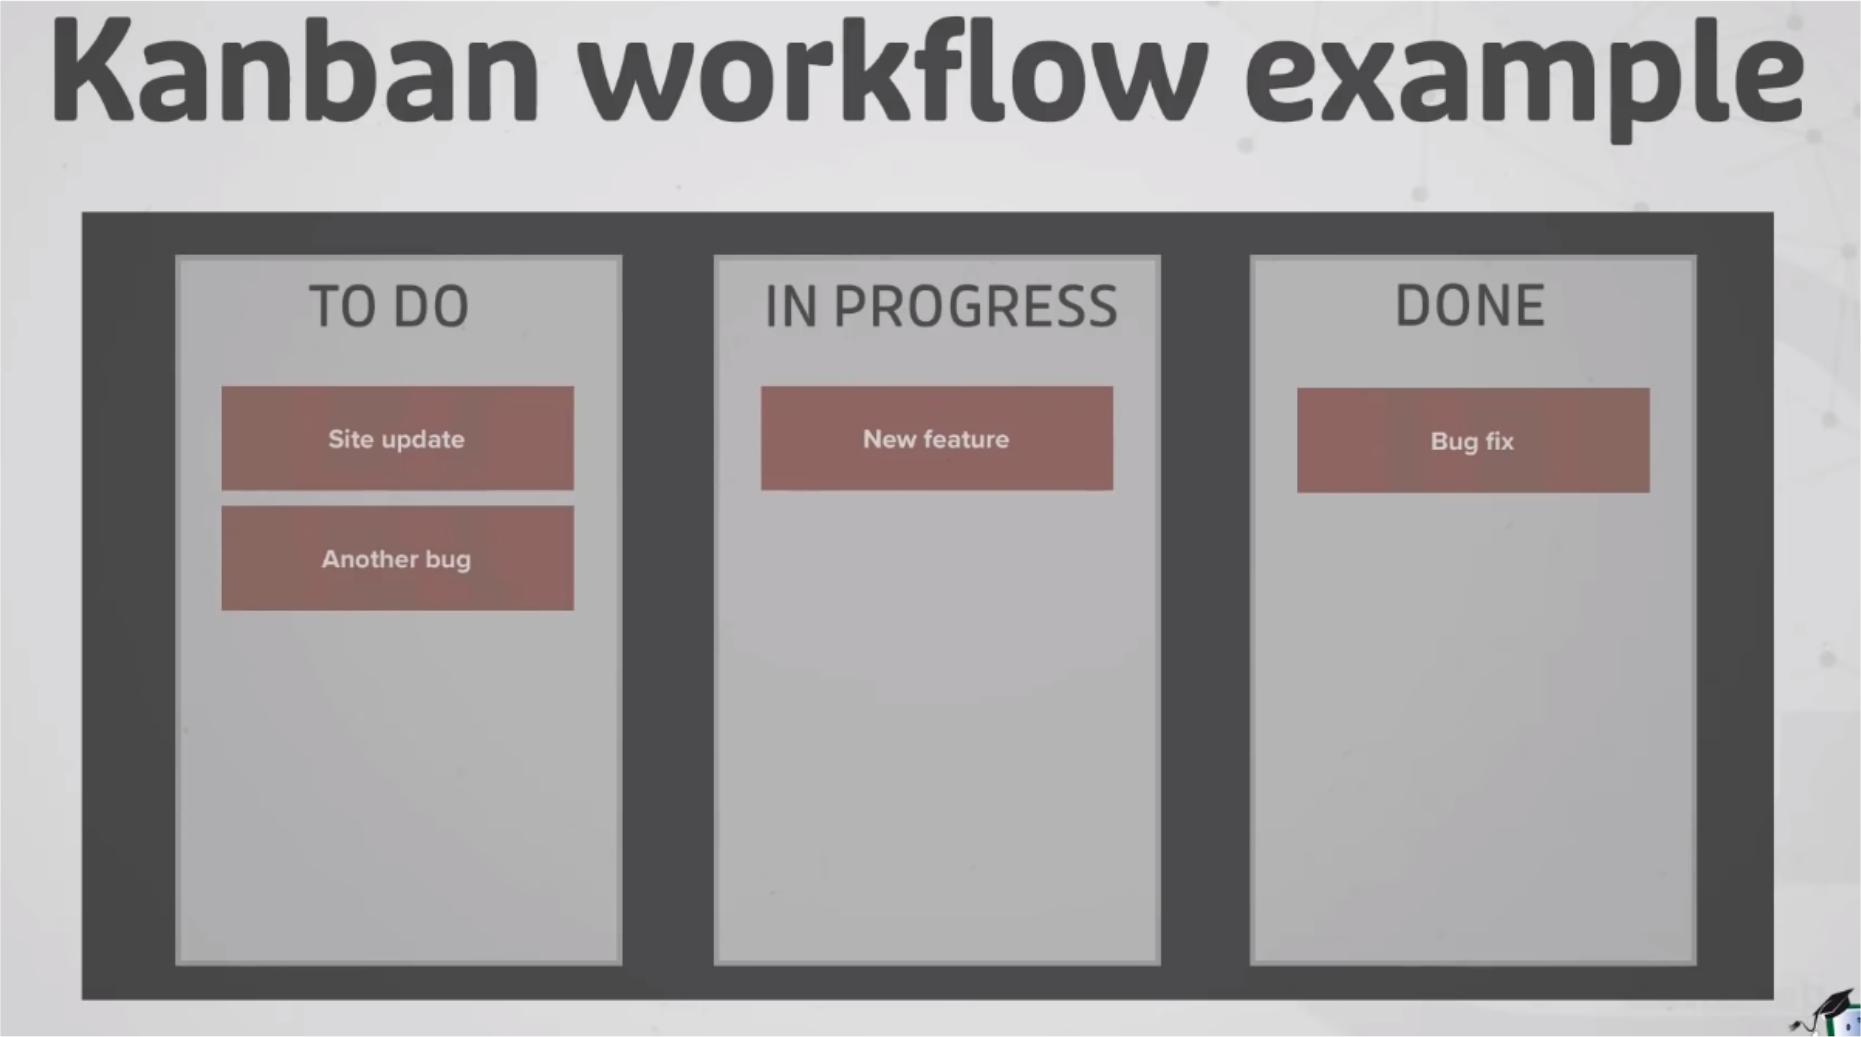 Kanban workflow example
TO DO
Site update
Another bug
IN PROGRESS
New feature
DONE
Bug fix